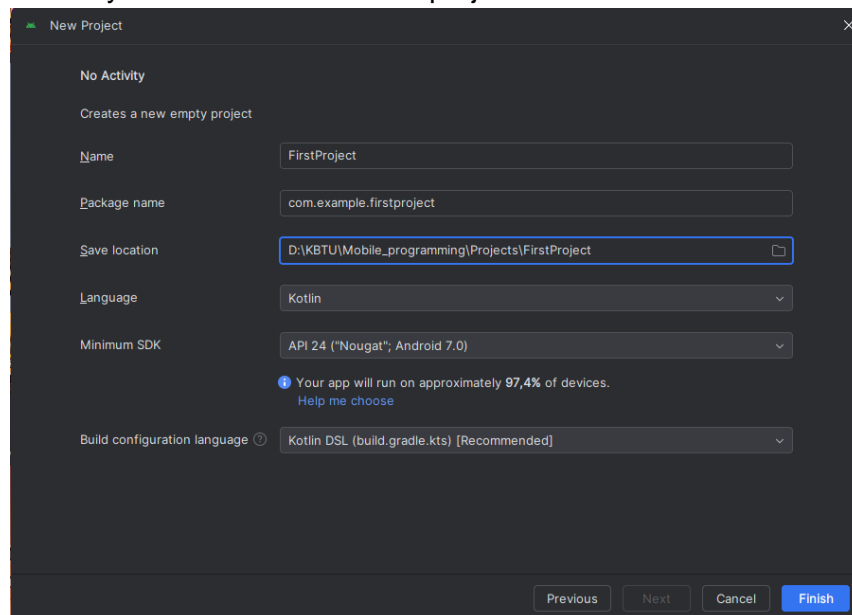 New Project
No Activity
Creates a new empty project
Name FirstProject
Package name com.example.firstproject
Save location D:\KBTU\Mobile_programming\Projects\FirstProject
Language Kotlin
Minimum SDK API 24 ("Nougat"; Android 7.0)
Your app will run on approximately 97,4% of devices.
Help me choose
Build configuration language Kotlin DSL (build.gradle.kts) [Recommended]
Previous Next Cancel Finish